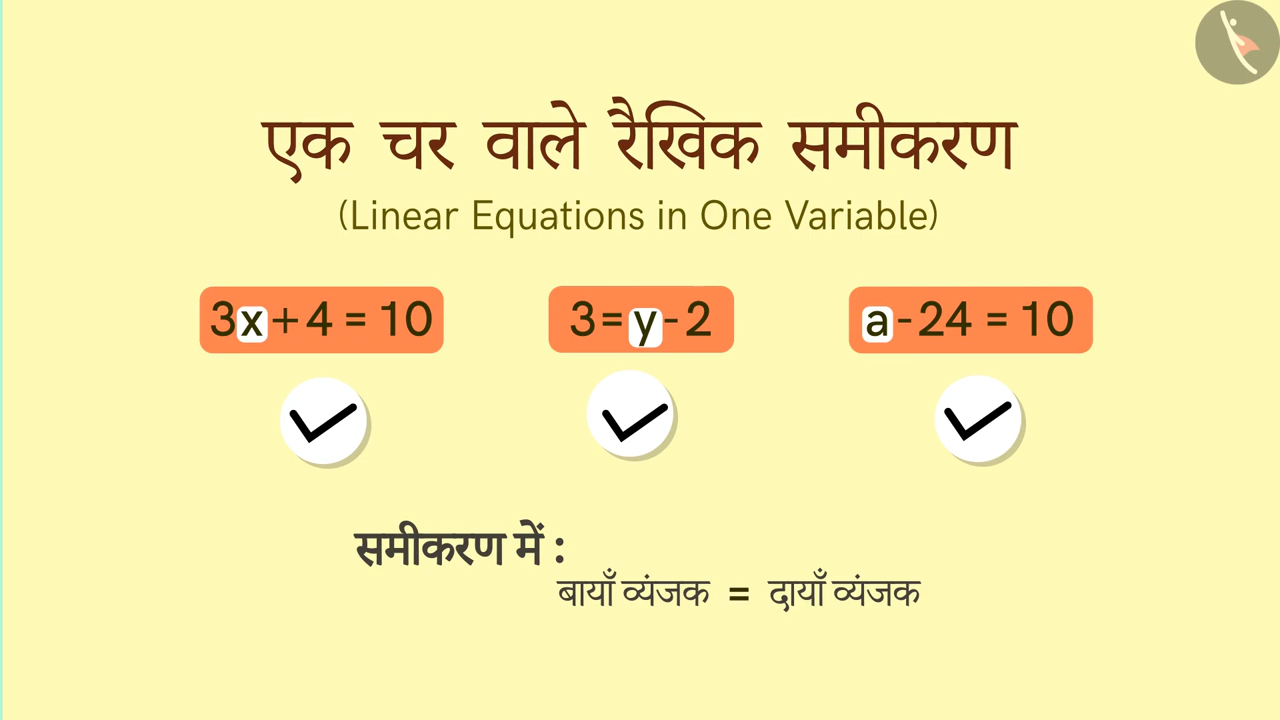 एक चर वाले रैखिक समीकरण
(Linear Equations in One Variable)
3x+4 = 10 3=y-2 a-24 = 10
समीकरण में :
बायाँ व्यंजक = दायाँ व्यंजक